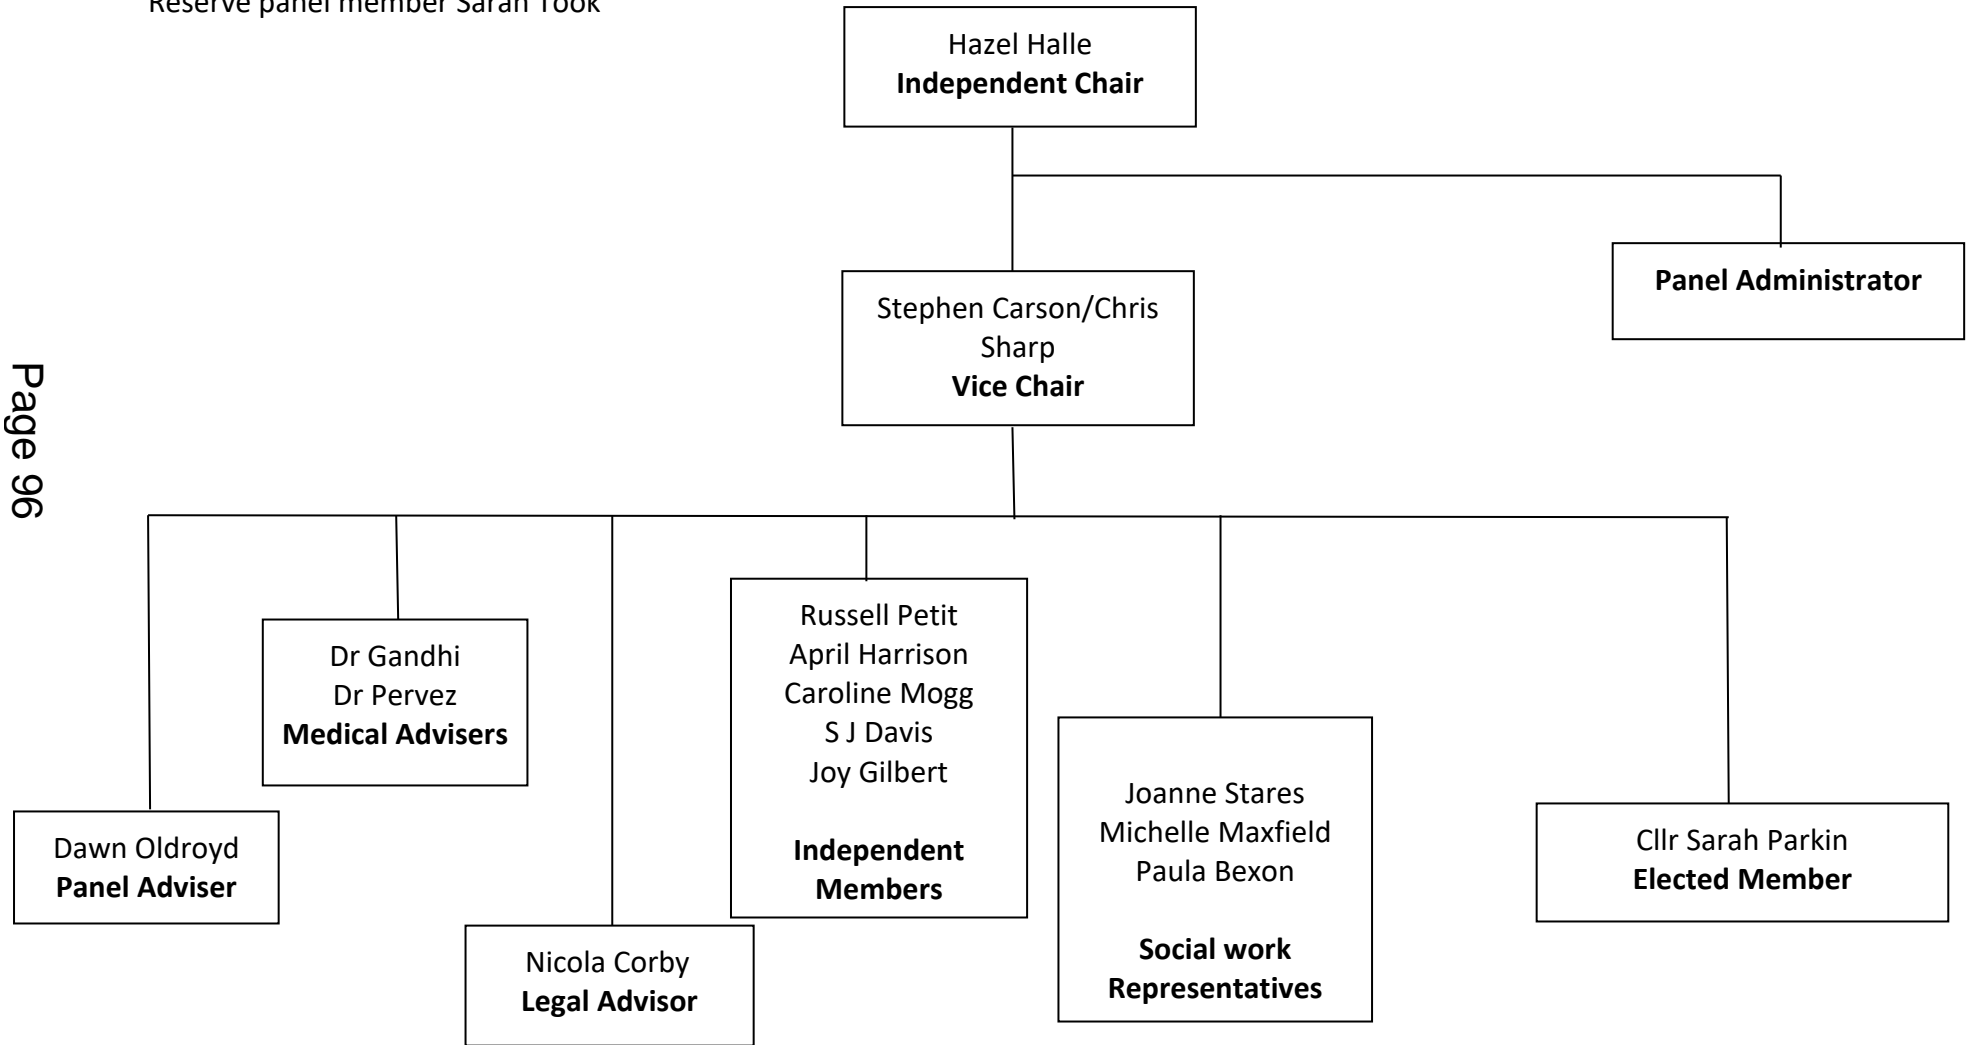 Reserve panel member Sarah Took
Hazel Halle
Independent Chair
Panel Administrator
Stephen Carson/Chris
Sharp
Vice Chair
Page 96
Dr Gandhi
Dr Pervez
Medical Advisers
Russell Petit
April Harrison
Caroline Mogg
S J Davis
Joy Gilbert
Independent
Members
Joanne Stares
Michelle Maxfield
Paula Bexon
Social work
Representatives
Dawn Oldroyd
Panel Adviser
Cllr Sarah Parkin
Elected Member
Nicola Corby
Legal Advisor